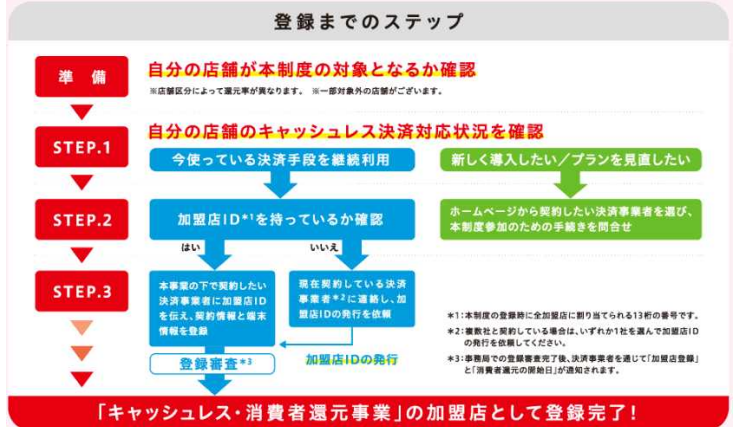 登録までのステップ
準 備
自分の店舗が本制度の対象となるか確認
※店舗区分によって還元率が異なります。 ※一部対象外の店舗がございます。
STEP.1
自分の店舗のキャッシュレス決済対応状況を確認
今使っている決済手段を継続利用
新しく導入したい／プランを見直したい
STEP.2
加盟店ID*1を持っているか確認
ホームページから契約したい決済事業者を選び、
本制度参加のための手続きを問合せ
はい
いいえ
STEP.3
本事業の下で契約したい
決済事業者に加盟店ID
を伝え、契約情報と端末
情報を登録
現在契約している決済
事業者*2に連絡し、加
盟店IDの発行を依頼
登録審査*3
加盟店IDの発行
*1：本制度の登録時に全加盟店に割り当てられる13桁の番号です。
*2：複数社と契約している場合は、いずれか1社を選んで加盟店ID
の発行を依頼してください。
*3：事務局での登録審査完了後、決済事業者を通じて「加盟店登録」
と「消費者還元の開始日」が通知されます。
「キャッシュレス・消費者還元事業」の加盟店として登録完了！